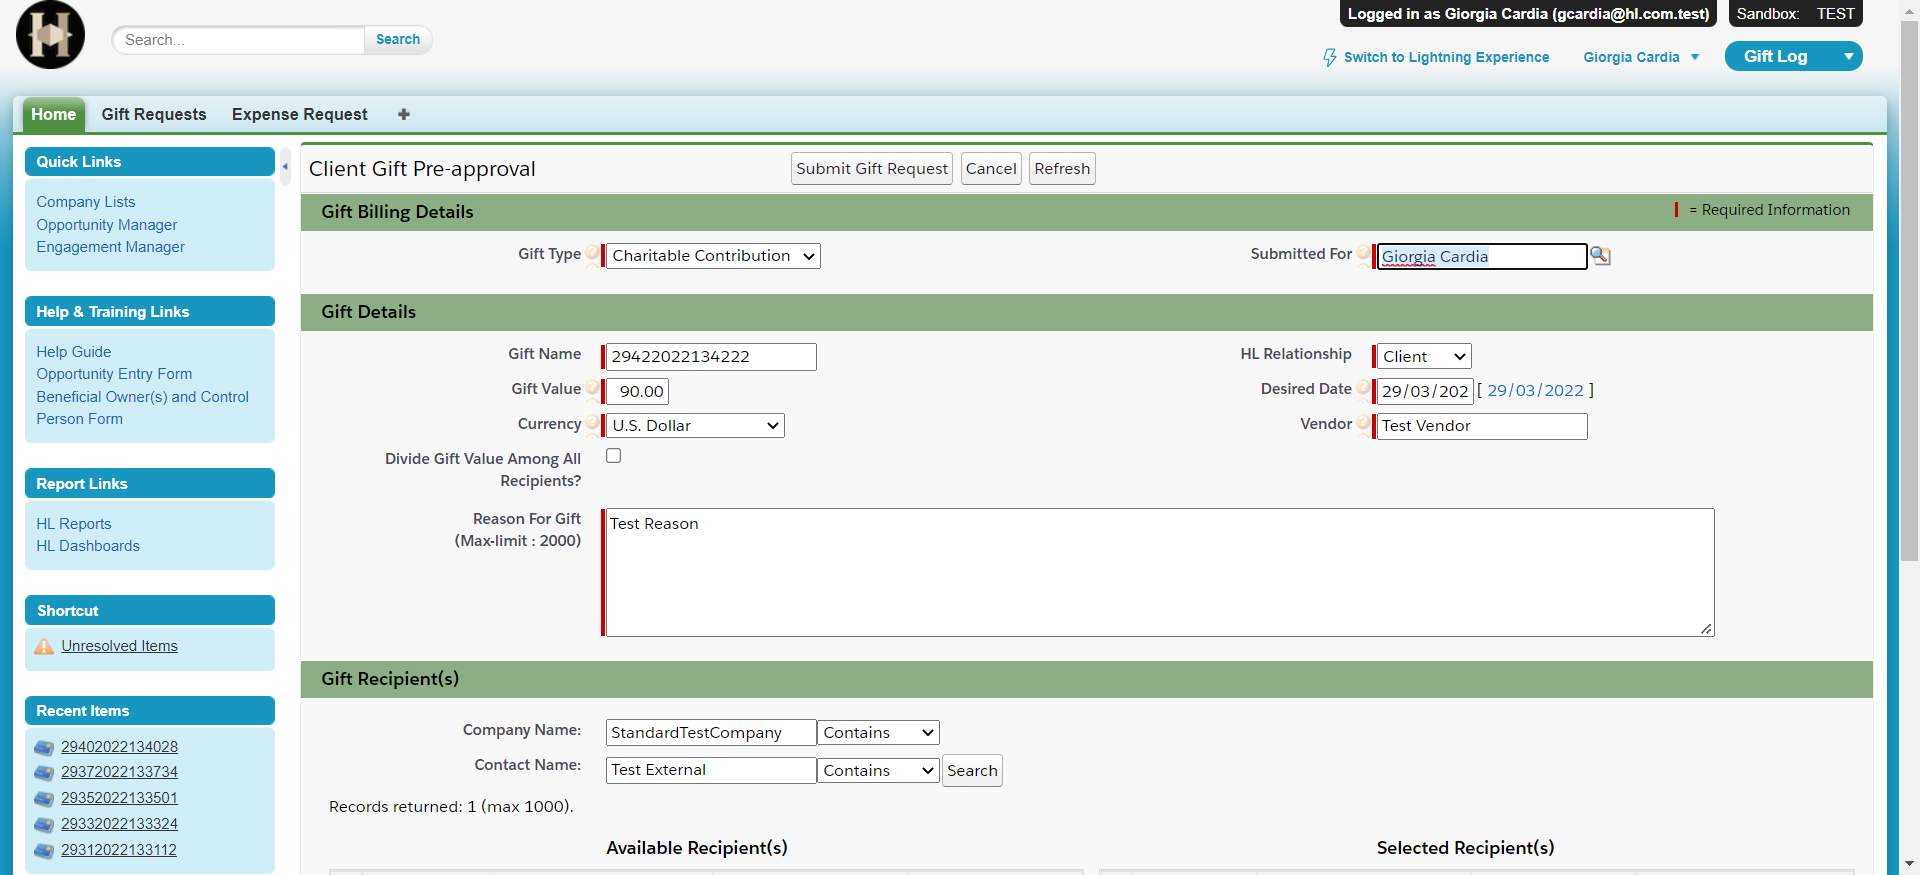 Logged in as Giorgia Cardia (gcardia@hl.com.test)
Sandbox: TEST
H
Search...
Search
Switch to Lightning Experience
Giorgia Cardia
Gift Log
Home
Gift Requests
Expense Request
+
Quick Links
Company Lists
Opportunity Manager
Engagement Manager
Help & Training Links
Help Guide
Opportunity Entry Form
Beneficial Owner(s) and Control
Person Form
Report Links
HL Reports
HL Dashboards
Shortcut
Unresolved Items
Recent Items
29402022134028
29372022133734
29352022133501
29332022133324
29312022133112
Client Gift Pre-approval
Submit Gift Request
Cancel
Refresh
Gift Billing Details
= Required Information
Gift Type
Charitable Contribution
Submitted For
Giorgia Cardia
Gift Details
Gift Name
29422022134222
HL Relationship
Client
Gift Value
90.00
Desired Date
29/03/202 [ 29/03/2022 ]
Currency
U.S. Dollar
Vendor
Test Vendor
Divide Gift Value Among All
Recipients?
Reason For Gift
(Max-limit : 2000)
Test Reason
Gift Recipient(s)
Company Name:
StandardTestCompany
Contains
Contact Name:
Test External
Contains
Search
Records returned: 1 (max 1000).
Available Recipient(s)
Selected Recipient(s)